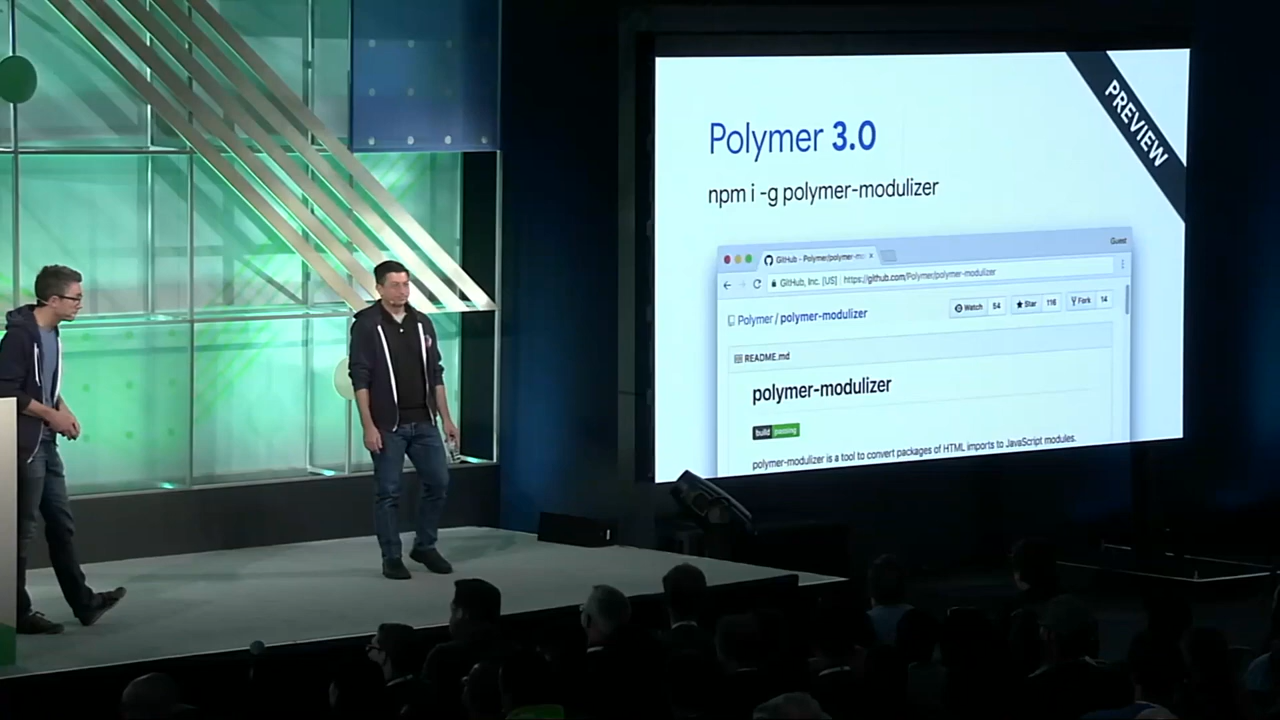 PREVIEW
Polymer 3.0
npm i -g polymer-modulizer
Guest
GitHub - Polymer/polymer-mo
GitHub, Inc. [US] https://github.com/Polymer/polymer-modulizer
Watch 54 Star 116 Fork 14
Polymer / polymer-modulizer
README.md
polymer-modulizer
build passing
polymer-modulizer is a tool to convert packages of HTML imports to JavaScript modules.